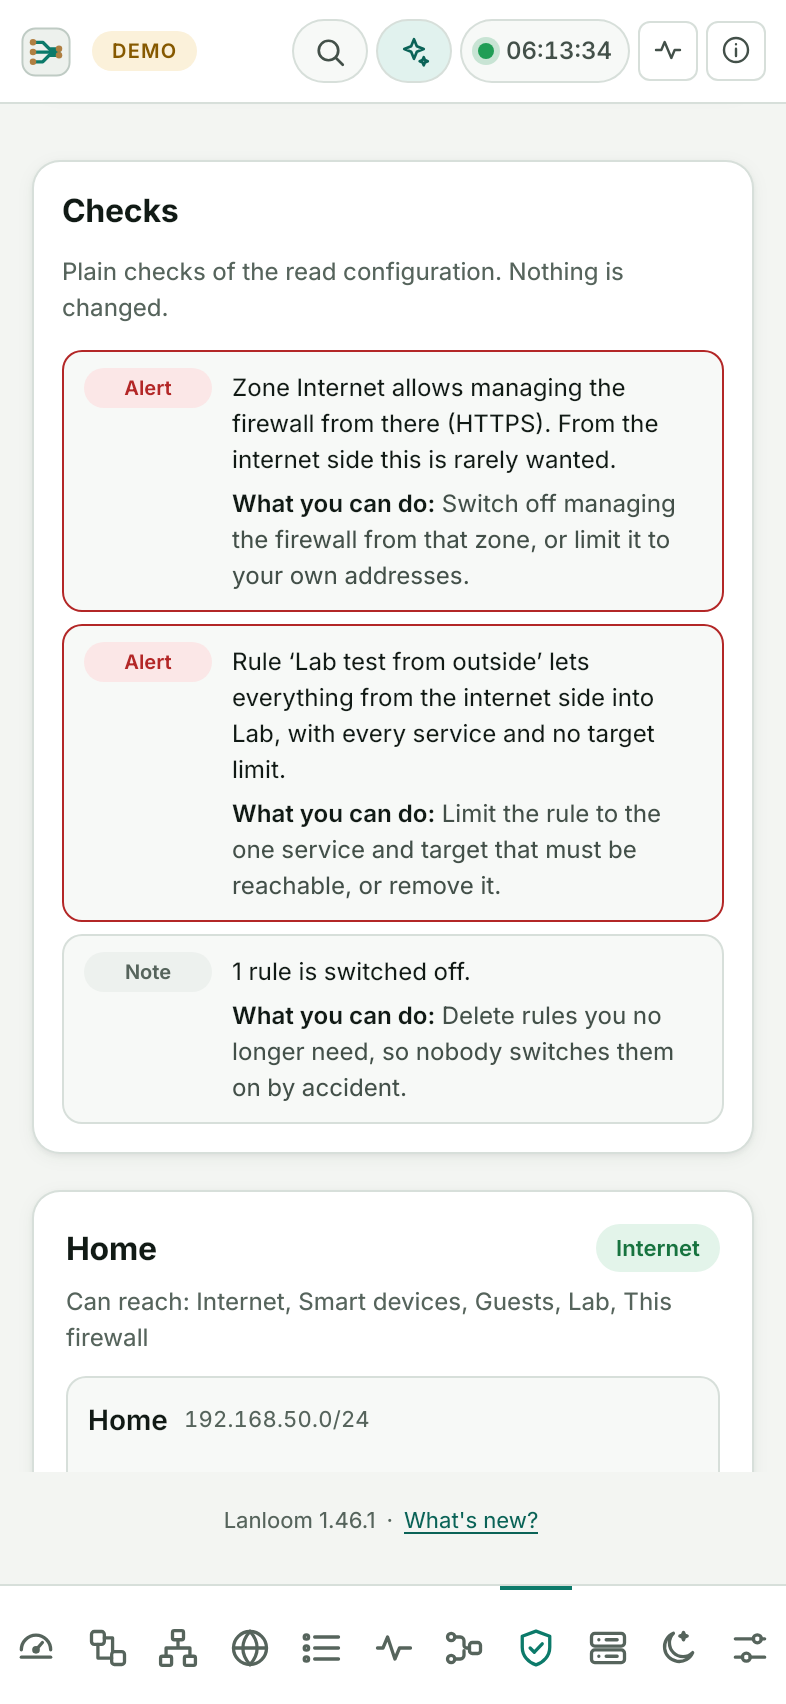 DEMO
06:13:34
Checks
Plain checks of the read configuration. Nothing is
changed.
Alert
Zone Internet allows managing the
firewall from there (HTTPS). From the
internet side this is rarely wanted.
What you can do: Switch off managing
the firewall from that zone, or limit it to
your own addresses.
Alert
Rule ‘Lab test from outside’ lets
everything from the internet side into
Lab, with every service and no target
limit.
What you can do: Limit the rule to the
one service and target that must be
reachable, or remove it.
Note
1 rule is switched off.
What you can do: Delete rules you no
longer need, so nobody switches them
on by accident.
Home
Internet
Can reach: Internet, Smart devices, Guests, Lab, This
firewall
Home 192.168.50.0/24
Lanloom 1.46.1 · What's new?